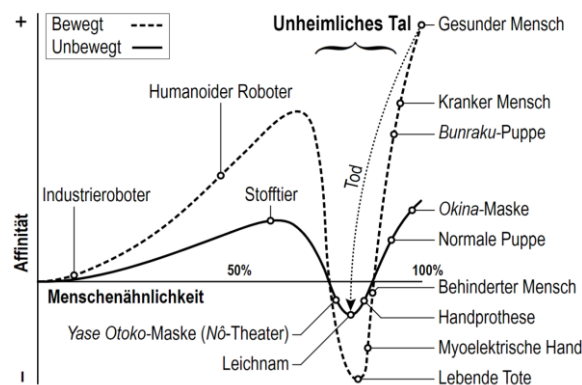 +
Bewegt
Unbewegt
Unheimliches Tal
Gesunder Mensch
Humanoider Roboter
Kranker Mensch
Bunraku-Puppe
Industrieroboter
Stofftier
Tod
Okina-Maske
Normale Puppe
Affinität
50%
100%
Menschenähnlichkeit
Behinderter Mensch
Yase Otoko-Maske (Nô-Theater)
Handprothese
Leichnam
Myoelektrische Hand
Lebende Tote
–